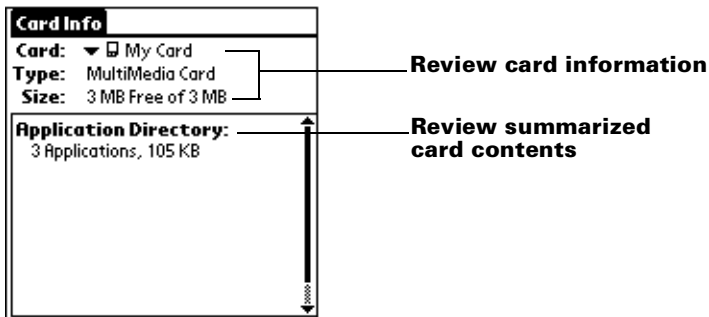 Card Info
Card: My Card
Type: MultiMedia Card
Size: 3 MB Free of 3 MB
Review card information
Application Directory:
3 Applications, 105 KB
Review summarized
card contents